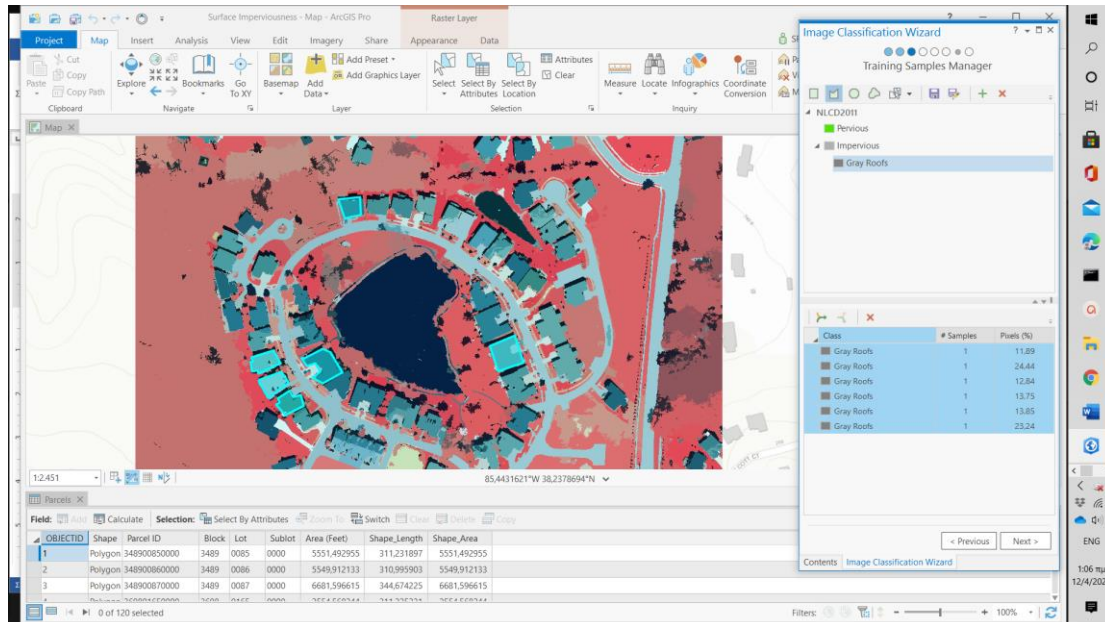 Surface Imperviousness - Map - ArcGIS Pro
Raster Layer
Project Map Insert Analysis View Edit Imagery Share Appearance Data
Paste
Cut
Copy
Copy Path
Clipboard
Explore
Bookmarks
Go To XY
Navigate
Basemap
Add Data
Add Preset
Add Graphics Layer
Layer
Select
Select By Attributes
Select By Location
Attributes
Clear
Selection
Measure
Locate
Infographics
Coordinate Conversion
Inquiry
Map
1:2.451
85,4431621°W 38,2378694°N
Parcels
Field: Add Calculate Selection: Select By Attributes Zoom To Switch Clear Delete Copy
OBJECTID Shape Parcel ID Block Lot Sublot Area (Feet) Shape_Length Shape_Area
1 Polygon 348900850000 3489 0085 0000 5551,492955 311,231897 5551,492955
2 Polygon 348900860000 3489 0086 0000 5549,912133 310,995903 5549,912133
3 Polygon 348900870000 3489 0087 0000 6681,596615 344,674225 6681,596615
0 of 120 selected
Filters:
100%
Image Classification Wizard
Training Samples Manager
NLCD2011
Pervious
Impervious
Gray Roofs
Class # Samples Pixels (%)
Gray Roofs 1 11,89
Gray Roofs 1 24,44
Gray Roofs 1 12,84
Gray Roofs 1 13,75
Gray Roofs 1 13,85
Gray Roofs 1 23,24
< Previous Next >
Contents Image Classification Wizard
ENG
1:06 πμ